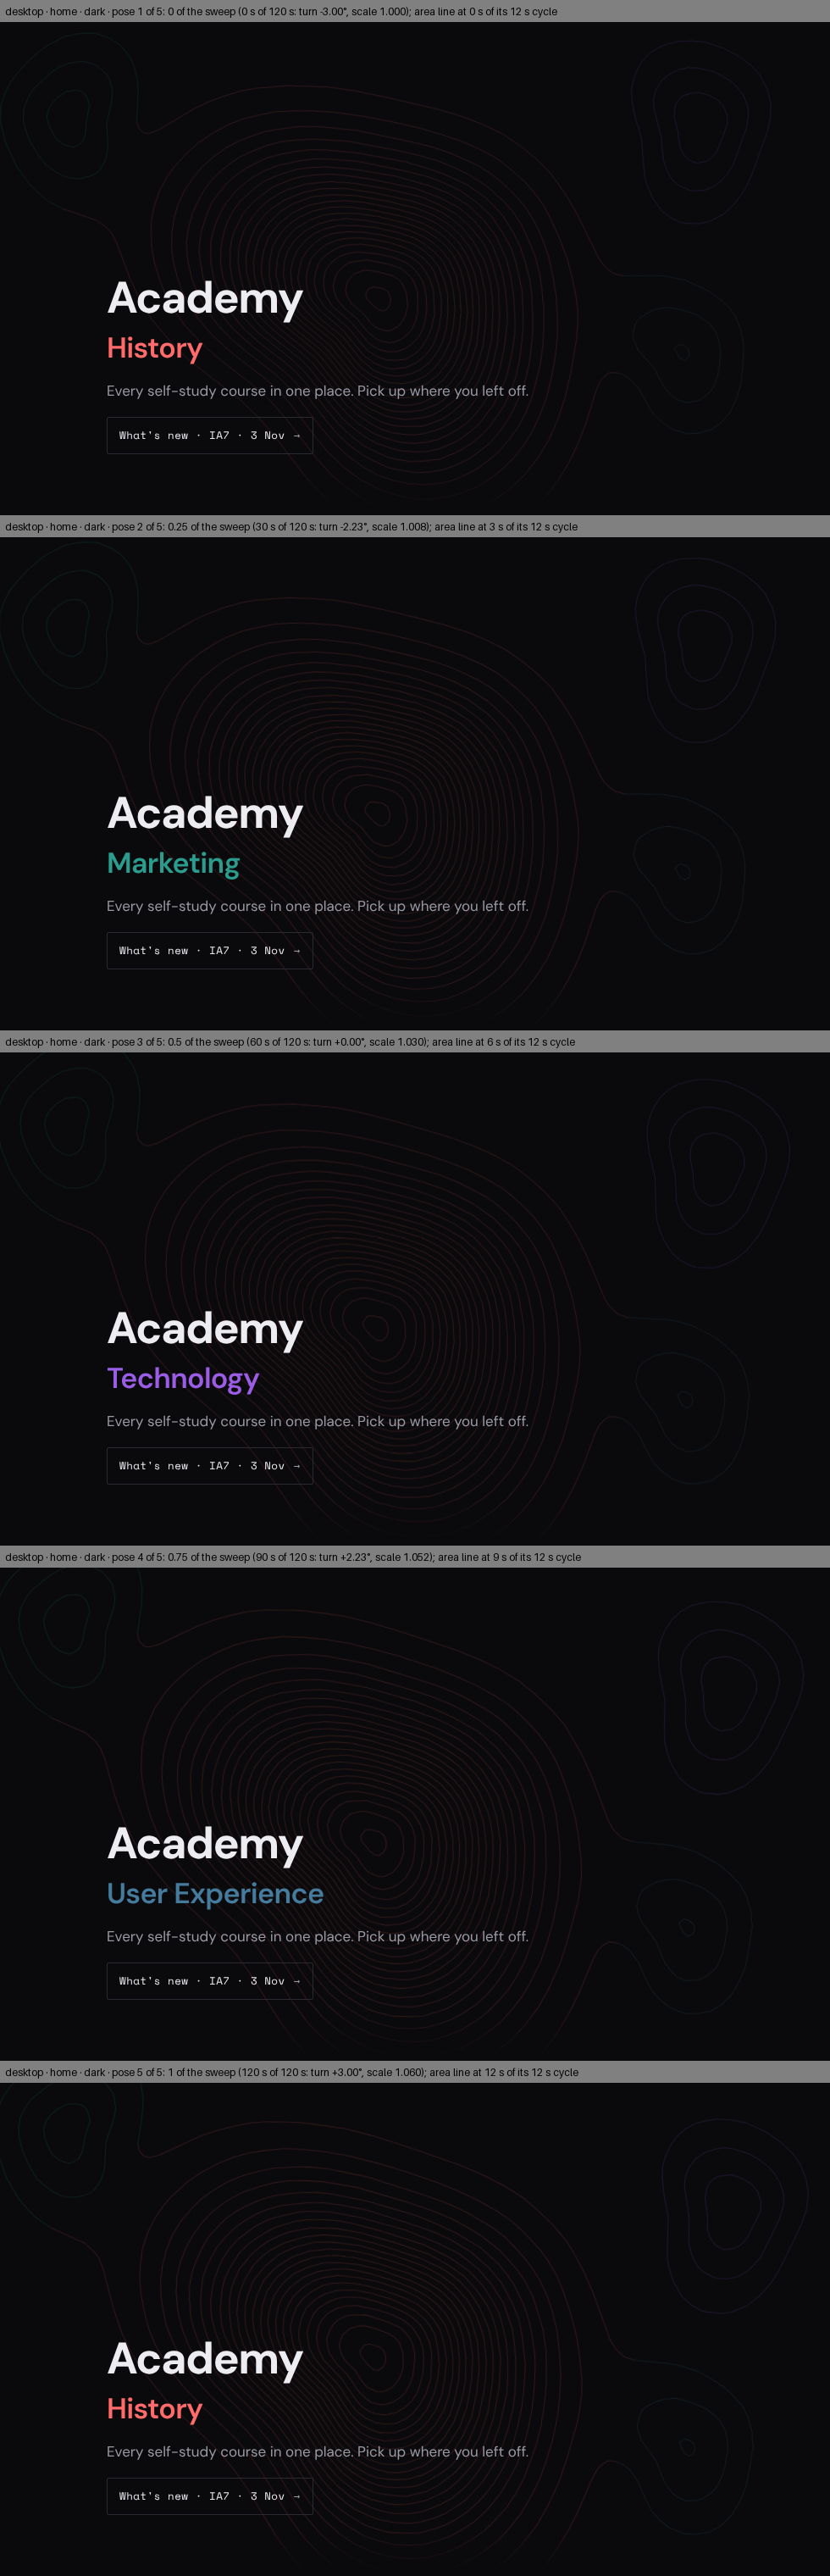 desktop · home · dark · pose 1 of 5: 0 of the sweep (0 s of 120 s: turn -3.00°, scale 1.000); area line at 0 s of its 12 s cycle
Academy
History
Every self-study course in one place. Pick up where you left off.
What's new · IA7 · 3 Nov →
desktop · home · dark · pose 2 of 5: 0.25 of the sweep (30 s of 120 s: turn -2.23°, scale 1.008); area line at 3 s of its 12 s cycle
Academy
Marketing
Every self-study course in one place. Pick up where you left off.
What's new · IA7 · 3 Nov →
desktop · home · dark · pose 3 of 5: 0.5 of the sweep (60 s of 120 s: turn +0.00°, scale 1.030); area line at 6 s of its 12 s cycle
Academy
Technology
Every self-study course in one place. Pick up where you left off.
What's new · IA7 · 3 Nov →
desktop · home · dark · pose 4 of 5: 0.75 of the sweep (90 s of 120 s: turn +2.23°, scale 1.052); area line at 9 s of its 12 s cycle
Academy
User Experience
Every self-study course in one place. Pick up where you left off.
What's new · IA7 · 3 Nov →
desktop · home · dark · pose 5 of 5: 1 of the sweep (120 s of 120 s: turn +3.00°, scale 1.060); area line at 12 s of its 12 s cycle
Academy
History
Every self-study course in one place. Pick up where you left off.
What's new · IA7 · 3 Nov →